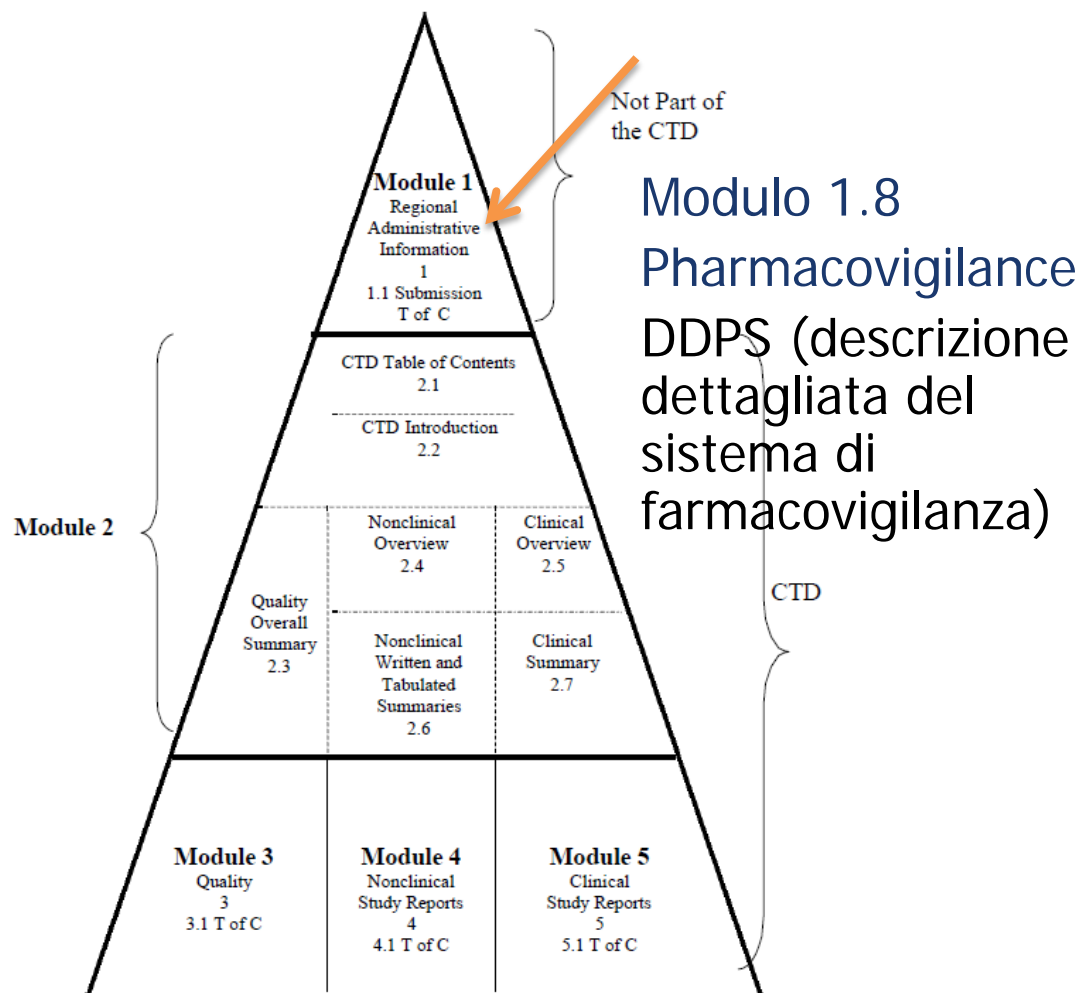 Not Part of
the CTD
Module 1
Regional
Administrative
Information
1
1.1 Submission
T of C
Modulo 1.8
Pharmacovigilance
DDPS (descrizione
dettagliata del
sistema di
farmacovigilanza)
CTD Table of Contents
2.1
CTD Introduction
2.2
Module 2
Nonclinical
Overview
2.4
Clinical
Overview
2.5
Quality
Overall
Summary
2.3
Nonclinical
Written and
Tabulated
Summaries
2.6
Clinical
Summary
2.7
CTD
Module 3
Quality
3
3.1 T of C
Module 4
Nonclinical
Study Reports
4
4.1 T of C
Module 5
Clinical
Study Reports
5
5.1 T of C